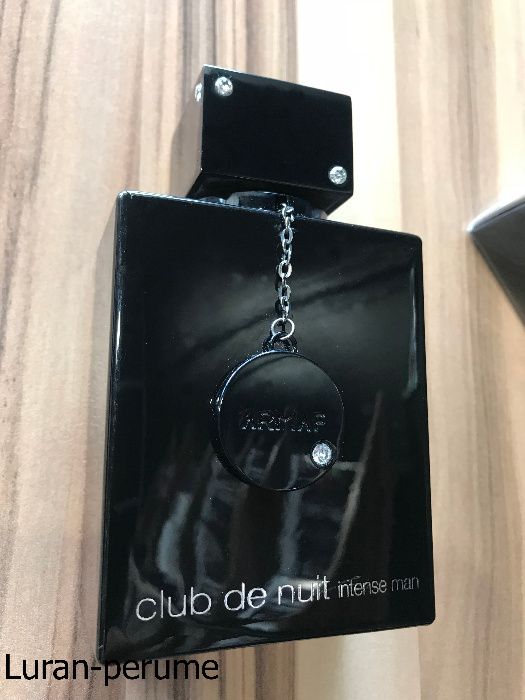 ARMAF
club de nuit intense man
Luran-perume